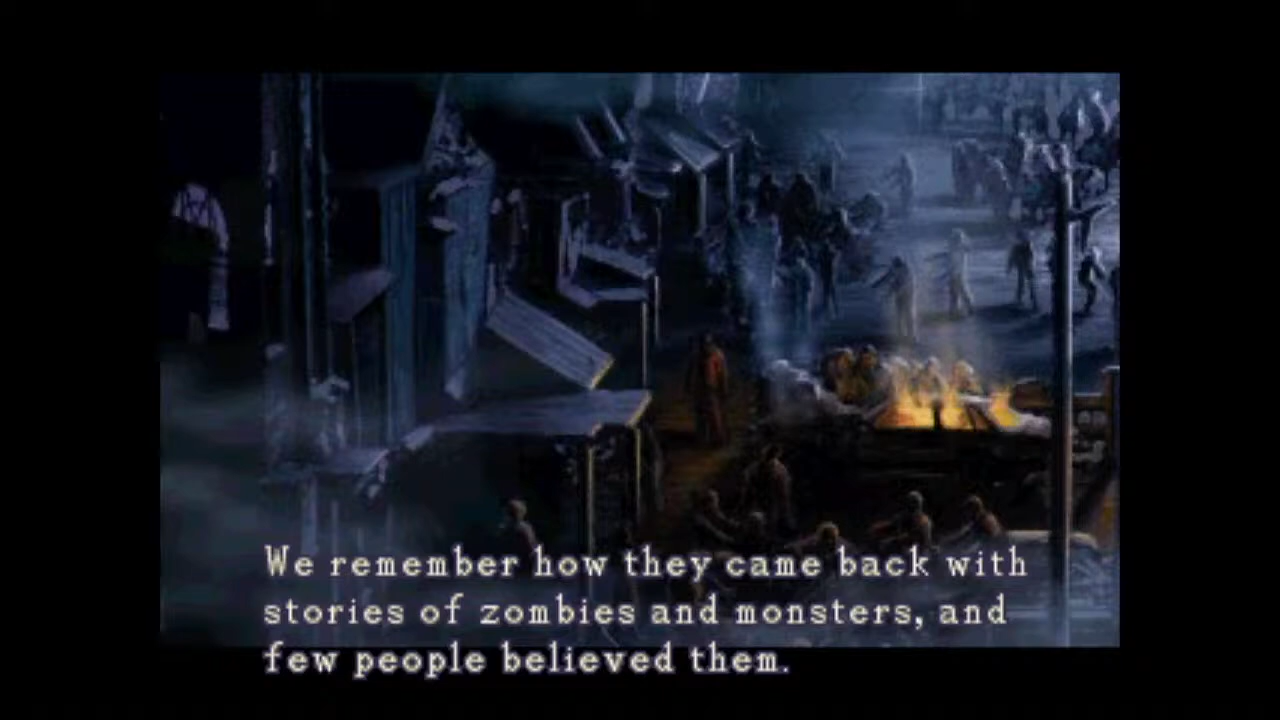 We remember how they came back with
stories of zombies and monsters, and
few people believed them.